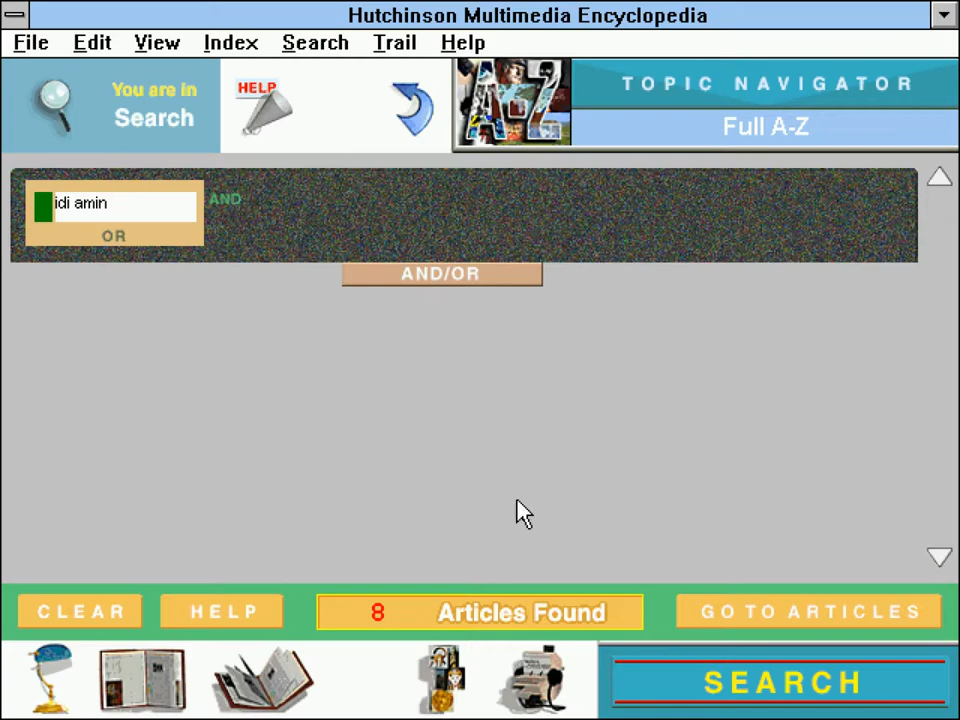 Hutchinson Multimedia Encyclopedia
File Edit View Index Search Trail Help
You are in
Search
HELP
A-Z
TOPIC NAVIGATOR
Full A-Z
idi amin
AND
OR
AND/OR
CLEAR
HELP
8 Articles Found
GO TO ARTICLES
SEARCH